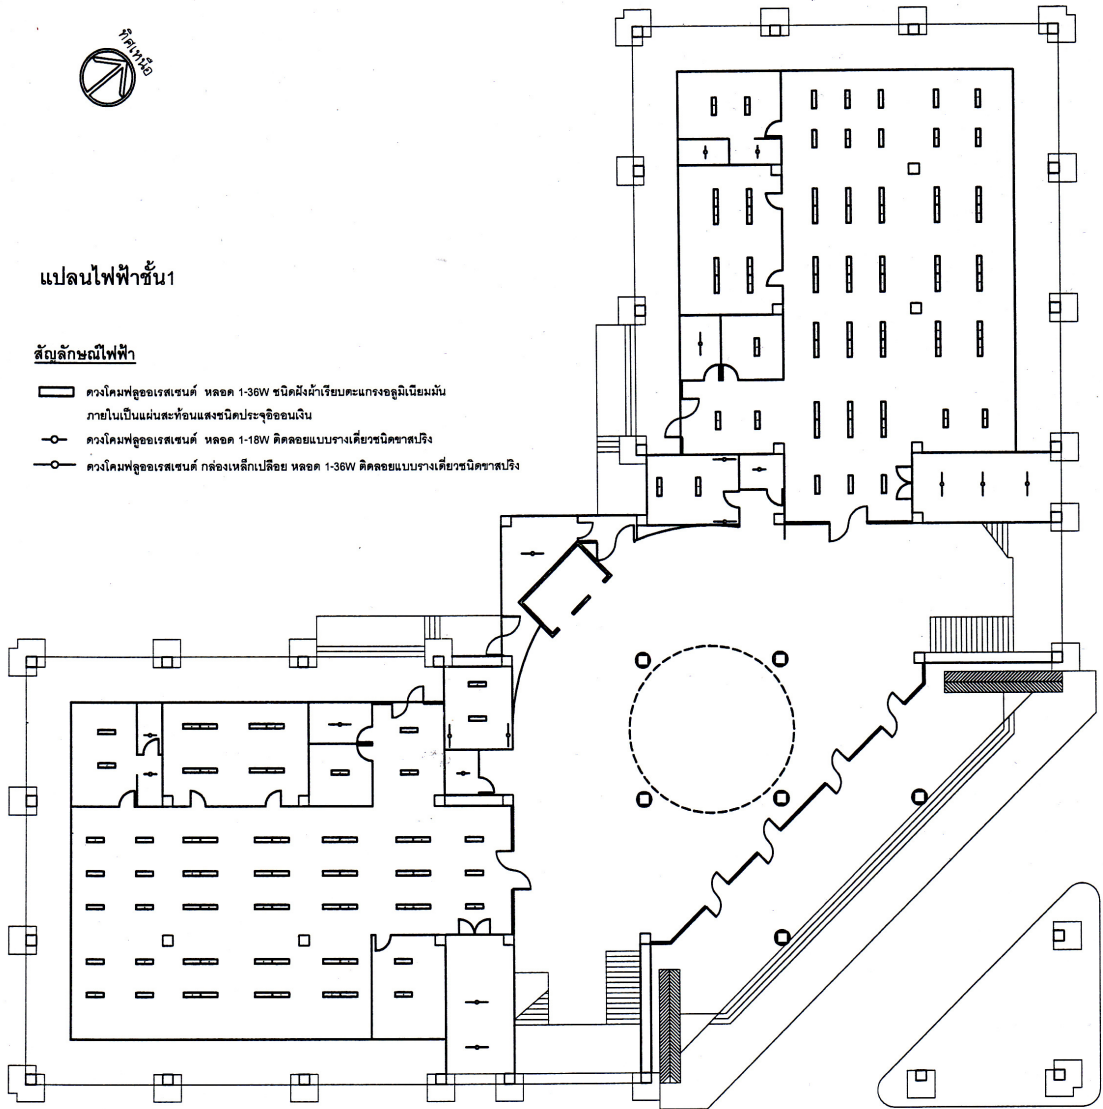 ทิศเหนือ
แปลนไฟฟ้าชั้น1
สัญลักษณ์ไฟฟ้า
ดวงโคมฟลูออเรสเซนต์ หลอด 1-36W ชนิดฝังฝ้าเรียบตะแกรงอลูมิเนียมมัน
ภายในเป็นแผ่นสะท้อนแสงชนิดประจุอิออนเงิน
ดวงโคมฟลูออเรสเซนต์ หลอด 1-18W ติดลอยแบบรางเดี่ยวชนิดขาสปริง
ดวงโคมฟลูออเรสเซนต์ กล่องเหล็กเปลือย หลอด 1-36W ติดลอยแบบรางเดี่ยวชนิดขาสปริง